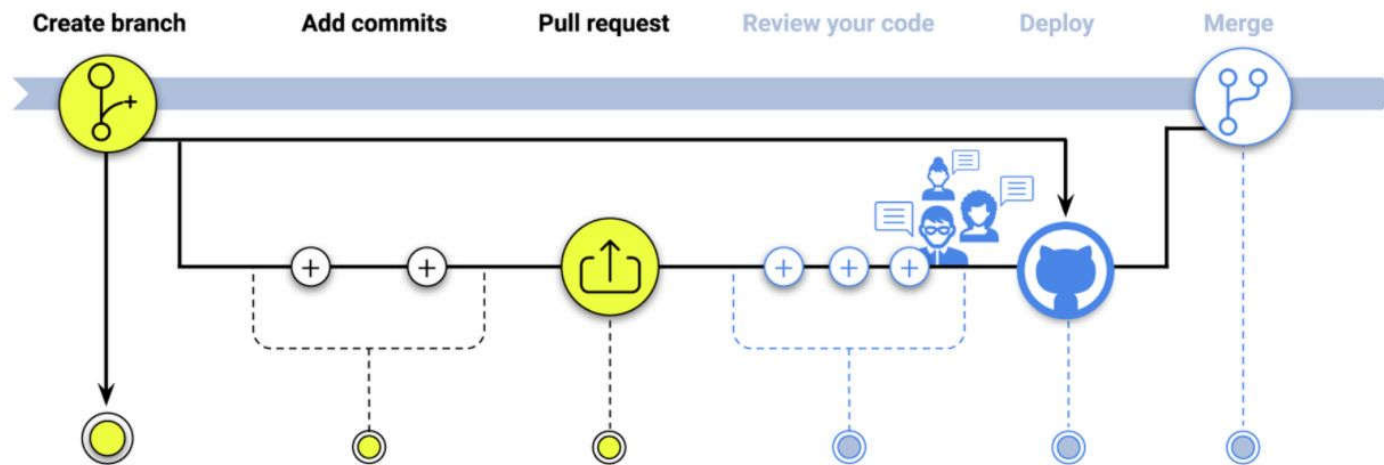 Create branch
Add commits
Pull request
Review your code
Deploy
Merge